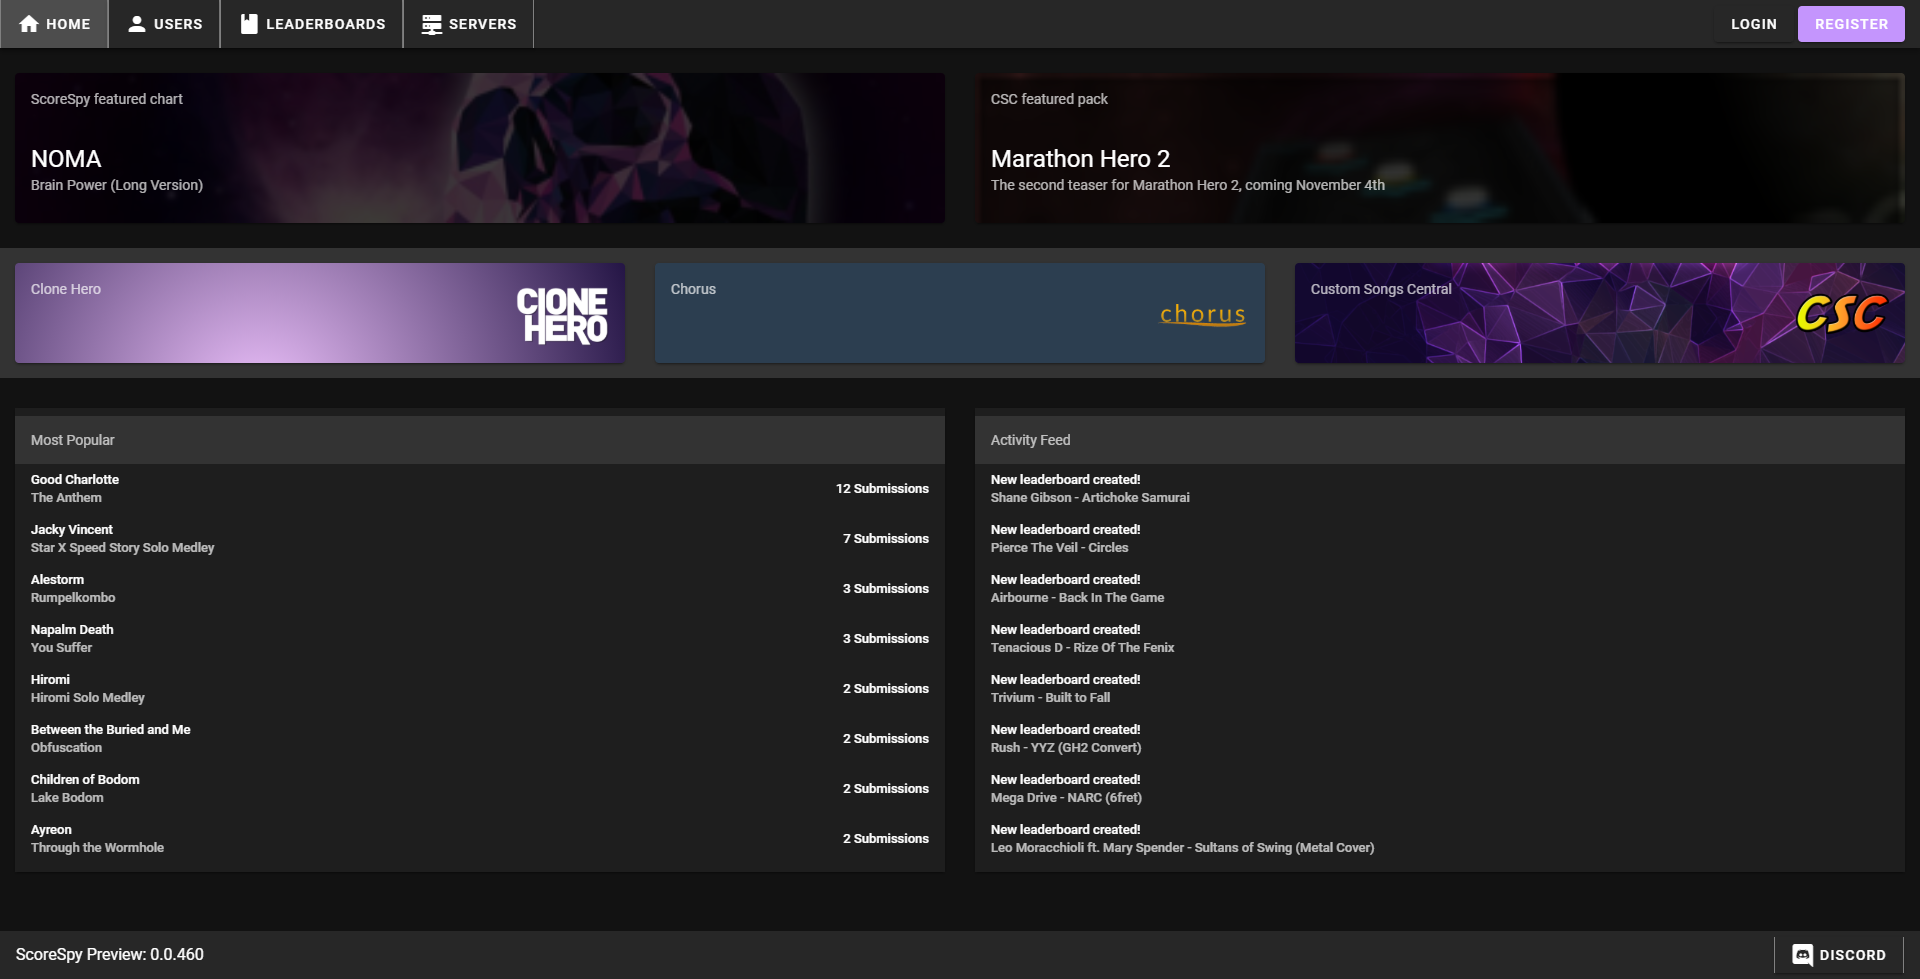 HOME
USERS
LEADERBOARDS
SERVERS
LOGIN
REGISTER
ScoreSpy featured chart
NOMA
Brain Power (Long Version)
CSC featured pack
Marathon Hero 2
The second teaser for Marathon Hero 2, coming November 4th
Clone Hero
CLONE
HERO
Chorus
chorus
Custom Songs Central
CSC
Most Popular
Good Charlotte
The Anthem
12 Submissions
Jacky Vincent
Star X Speed Story Solo Medley
7 Submissions
Alestorm
Rumpelkombo
3 Submissions
Napalm Death
You Suffer
3 Submissions
Hiromi
Hiromi Solo Medley
2 Submissions
Between the Buried and Me
Obfuscation
2 Submissions
Children of Bodom
Lake Bodom
2 Submissions
Ayreon
Through the Wormhole
2 Submissions
Activity Feed
New leaderboard created!
Shane Gibson - Artichoke Samurai
New leaderboard created!
Pierce The Veil - Circles
New leaderboard created!
Airbourne - Back In The Game
New leaderboard created!
Tenacious D - Rize Of The Fenix
New leaderboard created!
Trivium - Built to Fall
New leaderboard created!
Rush - YYZ (GH2 Convert)
New leaderboard created!
Mega Drive - NARC (6fret)
New leaderboard created!
Leo Moracchioli ft. Mary Spender - Sultans of Swing (Metal Cover)
ScoreSpy Preview: 0.0.460
DISCORD